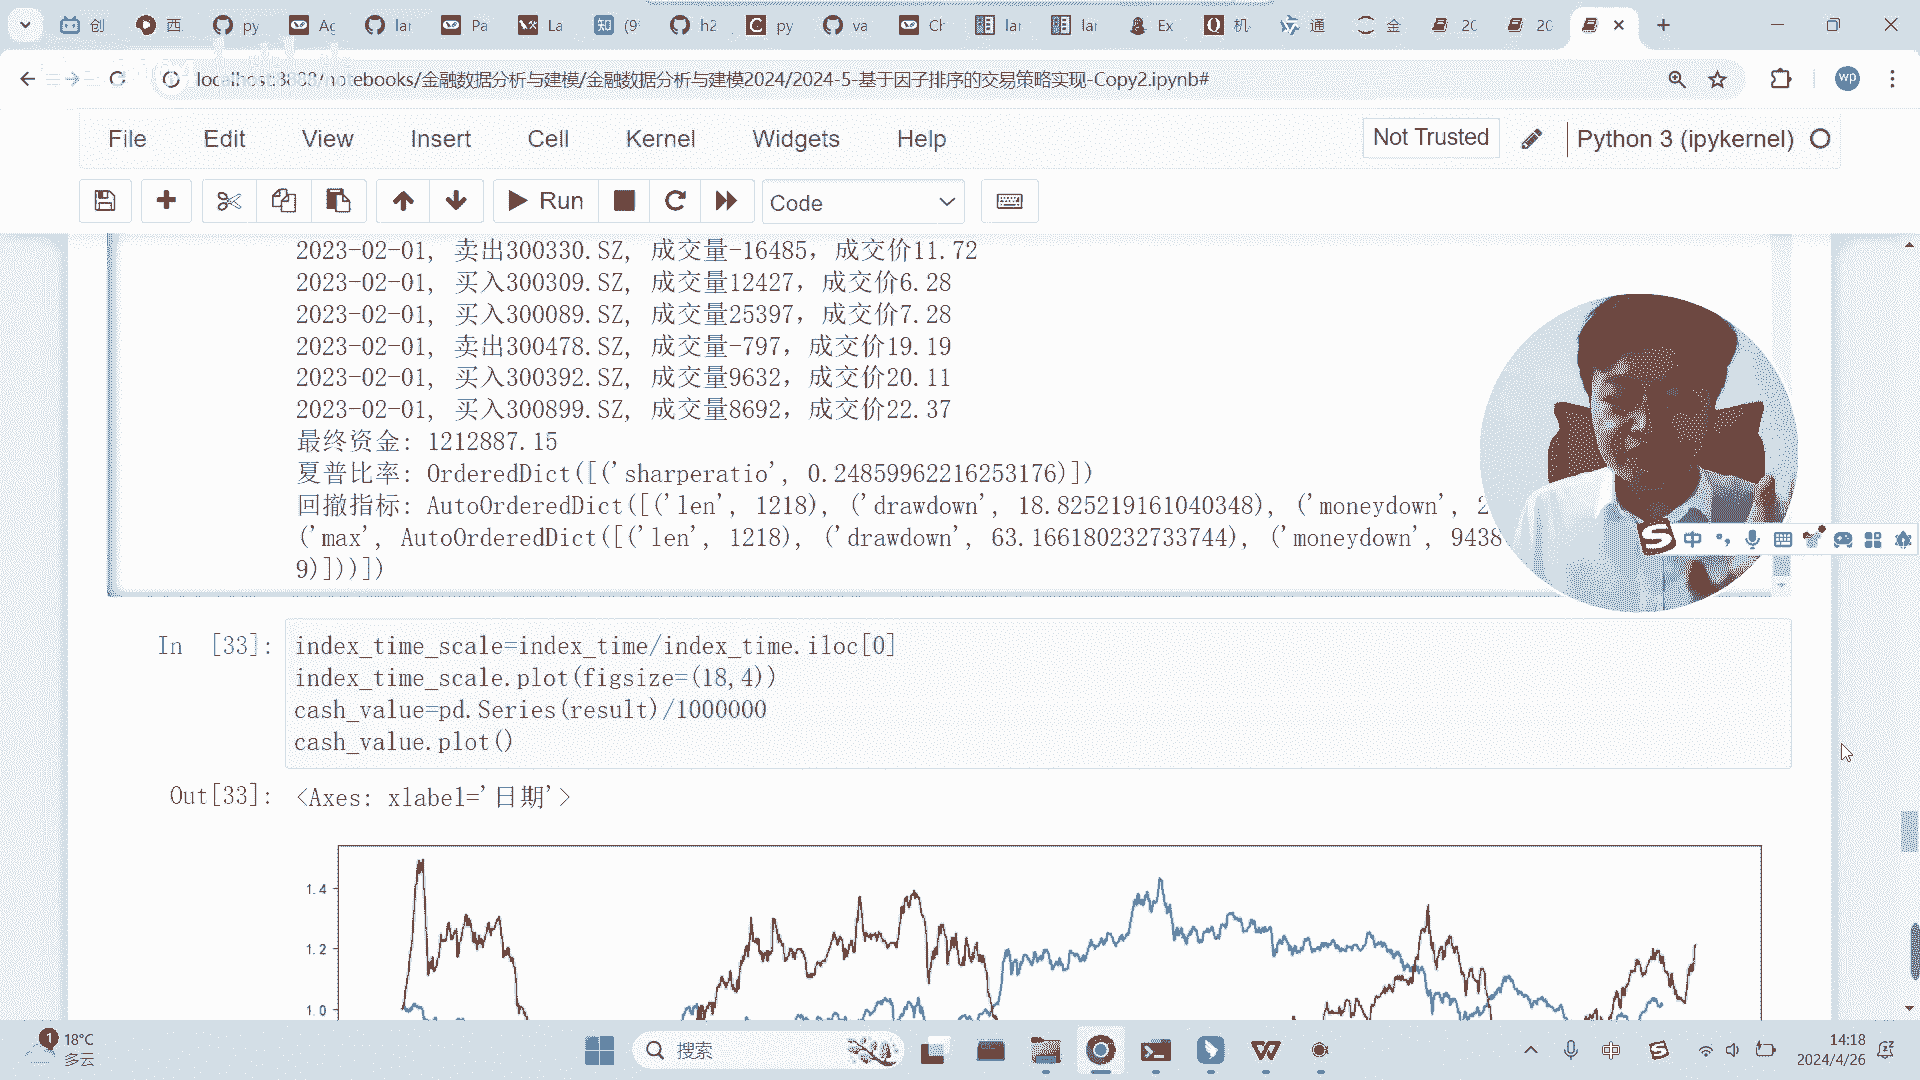 创
西
py
Ag
lar
Pa
La
知 (9
h2
py
va
Ch
lar
lar
Ex
机
通
金
20
20
localhost:8888/notebooks/金融数据分析与建模/金融数据分析与建模2024/2024-5-基于因子排序的交易策略实现-Copy2.ipynb#
wp
File Edit View Insert Cell Kernel Widgets Help
Not Trusted
Python 3 (ipykernel)
Run
Code
2023-02-01, 卖出300330.SZ, 成交量-16485, 成交价11.72
2023-02-01, 买入300309.SZ, 成交量12427, 成交价6.28
2023-02-01, 买入300089.SZ, 成交量25397, 成交价7.28
2023-02-01, 卖出300478.SZ, 成交量-797, 成交价19.19
2023-02-01, 买入300392.SZ, 成交量9632, 成交价20.11
2023-02-01, 买入300899.SZ, 成交量8692, 成交价22.37
最终资金: 1212887.15
夏普比率: OrderedDict([('sharperatio', 0.24859962216253176)])
回撤指标: AutoOrderedDict([('len', 1218), ('drawdown', 18.825219161040348), ('moneydown', 2
('max', AutoOrderedDict([('len', 1218), ('drawdown', 63.166180232733744), ('moneydown', 9438
9)]))])
中
In [33]:
index_time_scale=index_time/index_time.iloc[0]
index_time_scale.plot(figsize=(18,4))
cash_value=pd.Series(result)/1000000
cash_value.plot()
Out[33]: <Axes: xlabel='日期'>
1.4
1.2
1.0
1
18°C
多云
搜索
中
14:18
2024/4/26